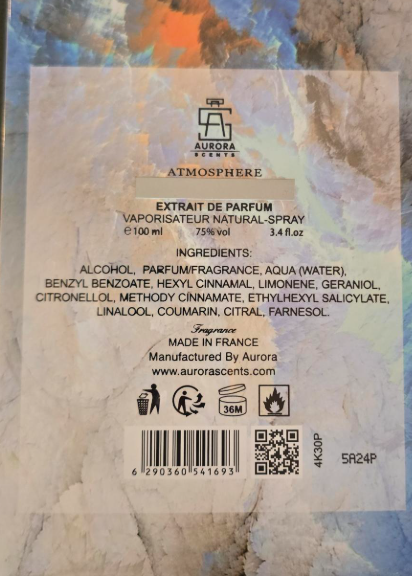 AURORA
SCENTS
ATMOSPHERE
EXTRAIT DE PARFUM
VAPORISATEUR NATURAL-SPRAY
℮100 ml 75% vol 3.4 fl.oz
INGREDIENTS:
ALCOHOL, PARFUM/FRAGRANCE, AQUA (WATER),
BENZYL BENZOATE, HEXYL CINNAMAL, LIMONENE, GERANIOL,
CITRONELLOL, METHODY CINNAMATE, ETHYLHEXYL SALICYLATE,
LINALOOL, COUMARIN, CITRAL, FARNESOL.
Fragrance
MADE IN FRANCE
Manufactured By Aurora
www.aurorascents.com
36M
6 290360 541693
4K30P
5A24P